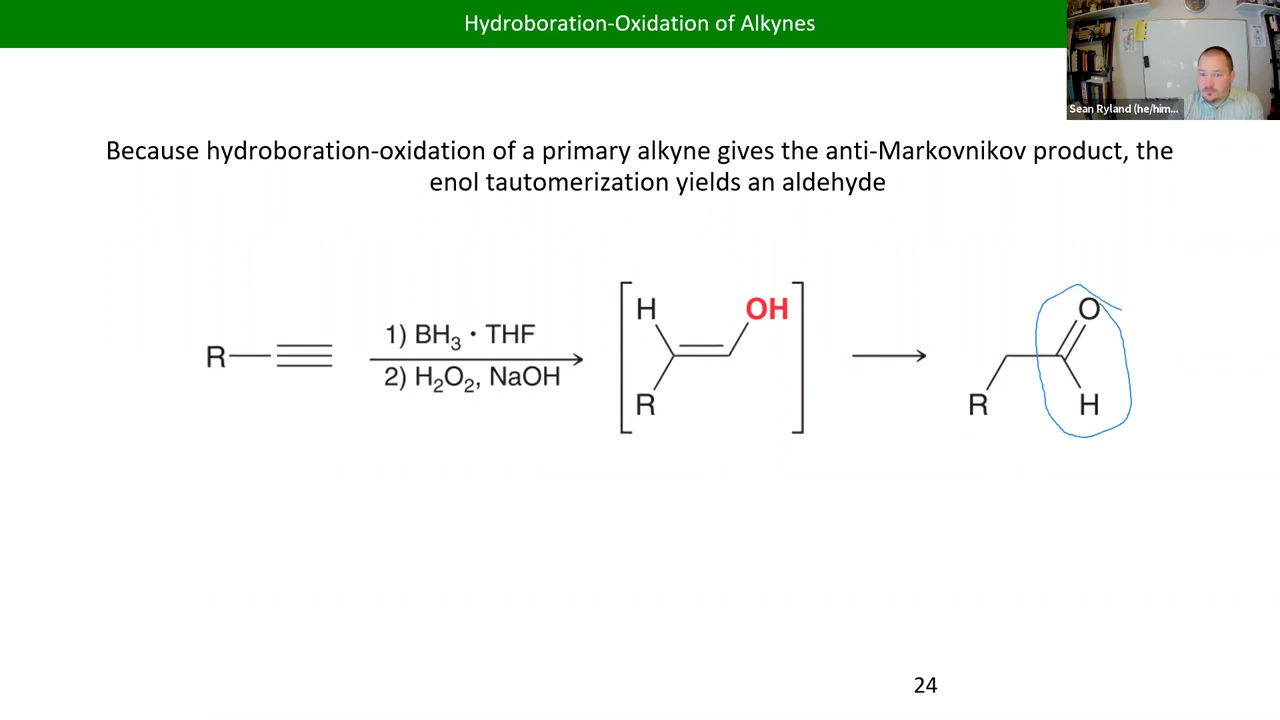 Hydroboration-Oxidation of Alkynes
Sean Ryland (he/him...
Because hydroboration-oxidation of a primary alkyne gives the anti-Markovnikov product, the
enol tautomerization yields an aldehyde
R
1) BH₃ · THF
2) H₂O₂, NaOH
H OH
R
O
R H
24